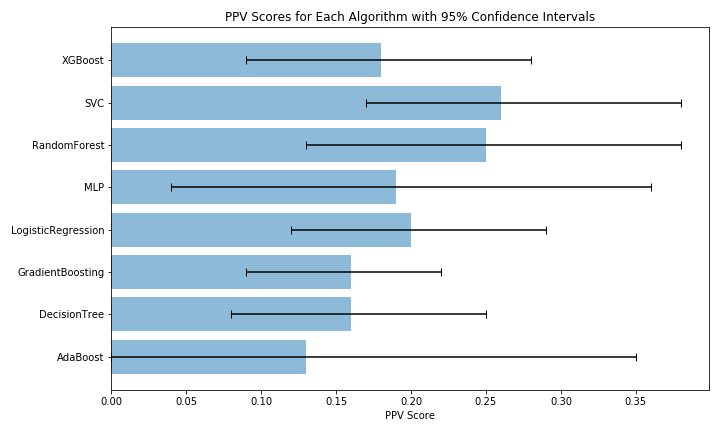 PPV Scores for Each Algorithm with 95% Confidence Intervals
XGBoost
SVC
RandomForest
MLP
LogisticRegression
GradientBoosting
DecisionTree
AdaBoost
0.00 0.05 0.10 0.15 0.20 0.25 0.30 0.35
PPV Score